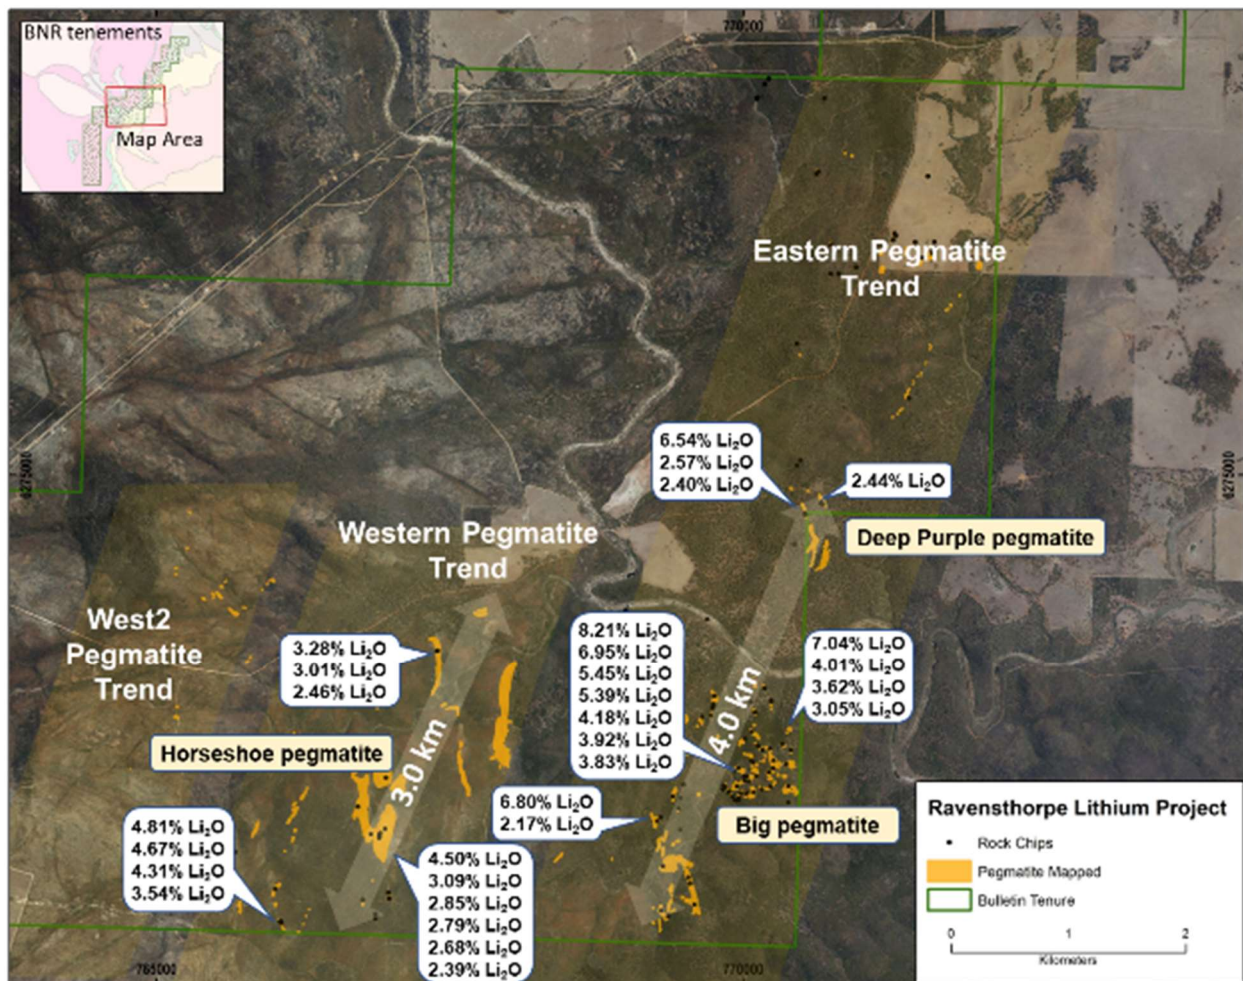 BNR tenements
Map Area
770000
Eastern Pegmatite
Trend
6275000
6275000
6.54% Li₂O
2.57% Li₂O
2.40% Li₂O
2.44% Li₂O
Deep Purple pegmatite
Western Pegmatite
Trend
West2
Pegmatite
Trend
3.28% Li₂O
3.01% Li₂O
2.46% Li₂O
8.21% Li₂O
6.95% Li₂O
5.45% Li₂O
5.39% Li₂O
4.18% Li₂O
3.92% Li₂O
3.83% Li₂O
7.04% Li₂O
4.01% Li₂O
3.62% Li₂O
3.05% Li₂O
4.0 km
Horseshoe pegmatite
3.0 km
6.80% Li₂O
2.17% Li₂O
Big pegmatite
4.81% Li₂O
4.67% Li₂O
4.31% Li₂O
3.54% Li₂O
4.50% Li₂O
3.09% Li₂O
2.85% Li₂O
2.79% Li₂O
2.68% Li₂O
2.39% Li₂O
765000
770000
Ravensthorpe Lithium Project
Rock Chips
Pegmatite Mapped
Bulletin Tenure
0 1 2
Kilometers